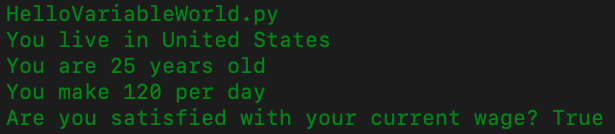 HelloVariableWorld.py
You live in United States
You are 25 years old
You make 120 per day
Are you satisfied with your current wage? True